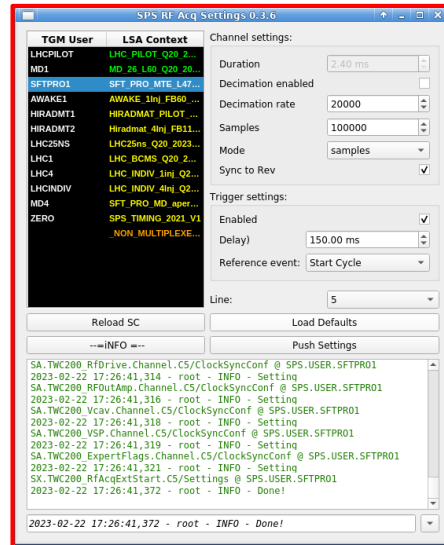 SPS RF Acq Settings 0.3.6
TGM User LSA Context
LHCPILOT LHC_PILOT_Q20_2...
MD1 MD_26_L60_Q20_20...
SFTPRO1 SFT_PRO_MTE_L47...
AWAKE1 AWAKE_1Inj_FB60_...
HIRADMT1 HIRADMAT_PILOT_...
HIRADMT2 Hiradmat_4Inj_FB11...
LHC25NS LHC25ns_Q20_2023...
LHC1 LHC_BCMS_Q20_2...
LHC4 LHC_INDIV_1inj_Q2...
LHCINDIV LHC_INDIV_4Inj_Q2...
MD4 SFT_PRO_MD_aper...
ZERO SPS_TIMING_2021_V1
_NON_MULTIPLEXE...
Channel settings:
Duration 2.40 ms
Decimation enabled
Decimation rate 20000
Samples 100000
Mode samples
Sync to Rev
Trigger settings:
Enabled
Delay) 150.00 ms
Reference event: Start Cycle
Line: 5
Reload SC Load Defaults
--=iNFO =-- Push Settings
SA.TWC200_RfDrive.Channel.C5/ClockSyncConf @ SPS.USER.SFTPRO1
2023-02-22 17:26:41,314 - root - INFO - Setting
SA.TWC200_RFOutAmp.Channel.C5/ClockSyncConf @ SPS.USER.SFTPRO1
2023-02-22 17:26:41,316 - root - INFO - Setting
SA.TWC200_Vcav.Channel.C5/ClockSyncConf @ SPS.USER.SFTPRO1
2023-02-22 17:26:41,318 - root - INFO - Setting
SA.TWC200_VSP.Channel.C5/ClockSyncConf @ SPS.USER.SFTPRO1
2023-02-22 17:26:41,319 - root - INFO - Setting
SA.TWC200_ExpertFlags.Channel.C5/ClockSyncConf @ SPS.USER.SFTPRO1
2023-02-22 17:26:41,321 - root - INFO - Setting
SX.TWC200_RfAcqExtStart.C5/Settings @ SPS.USER.SFTPRO1
2023-02-22 17:26:41,372 - root - INFO - Done!
2023-02-22 17:26:41,372 - root - INFO - Done!